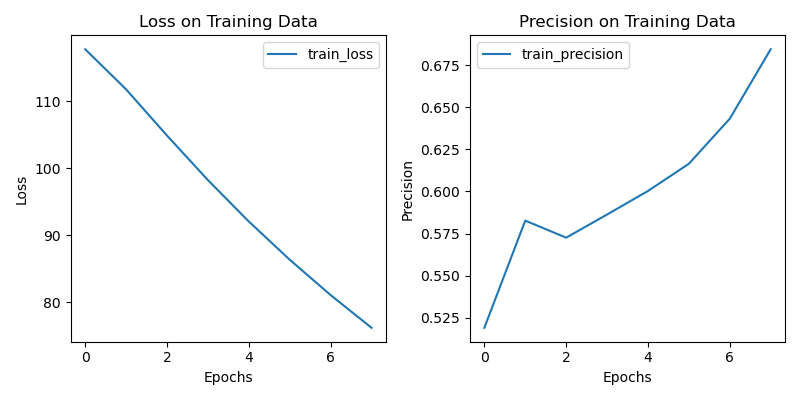 Loss on Training Data
train_loss
110
100
90
80
Loss
0 2 4 6
Epochs
Precision on Training Data
train_precision
0.675
0.650
0.625
0.600
0.575
0.550
0.525
Precision
0 2 4 6
Epochs